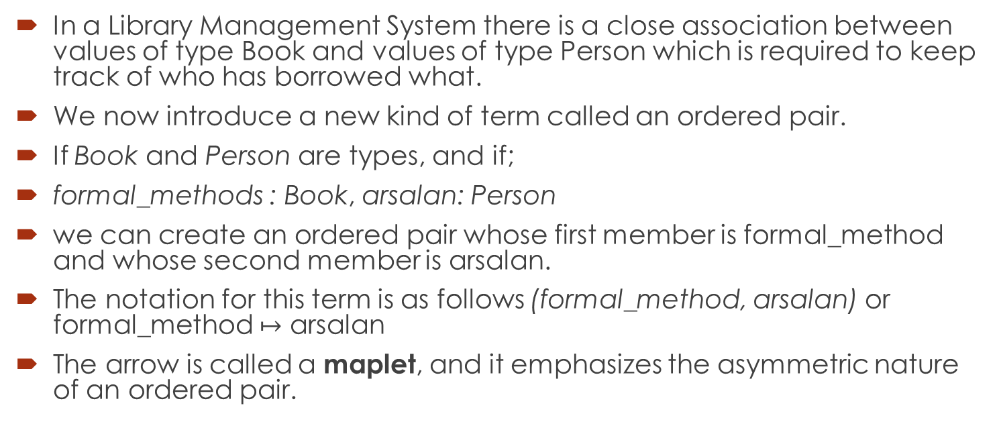 In a Library Management System there is a close association between
values of type Book and values of type Person which is required to keep
track of who has borrowed what.
We now introduce a new kind of term called an ordered pair.
If Book and Person are types, and if;
formal_methods : Book, arsalan: Person
we can create an ordered pair whose first member is formal_method
and whose second member is arsalan.
The notation for this term is as follows (formal_method, arsalan) or
formal_method ↦ arsalan
The arrow is called a maplet, and it emphasizes the asymmetric nature
of an ordered pair.